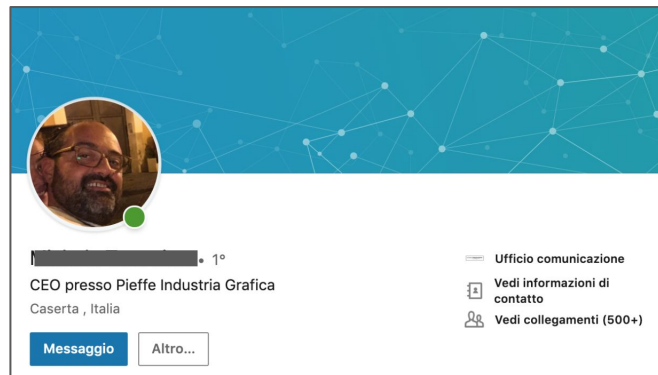 • 1°
CEO presso Pieffe Industria Grafica
Caserta , Italia
Messaggio
Altro...
Ufficio comunicazione
Vedi informazioni di
contatto
Vedi collegamenti (500+)